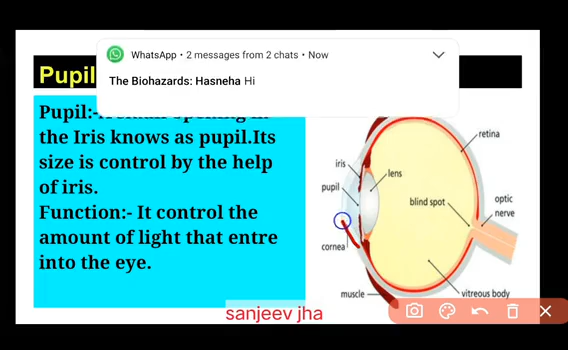 WhatsApp • 2 messages from 2 chats • Now
The Biohazards: Hasneha Hi
Pupil
Pupil:-
the Iris knows as pupil.Its
size is control by the help
of iris.
Function:- It control the
amount of light that entre
into the eye.
retina
iris
lens
pupil
blind spot
optic
nerve
cornea
muscle
vitreous body
sanjeev jha